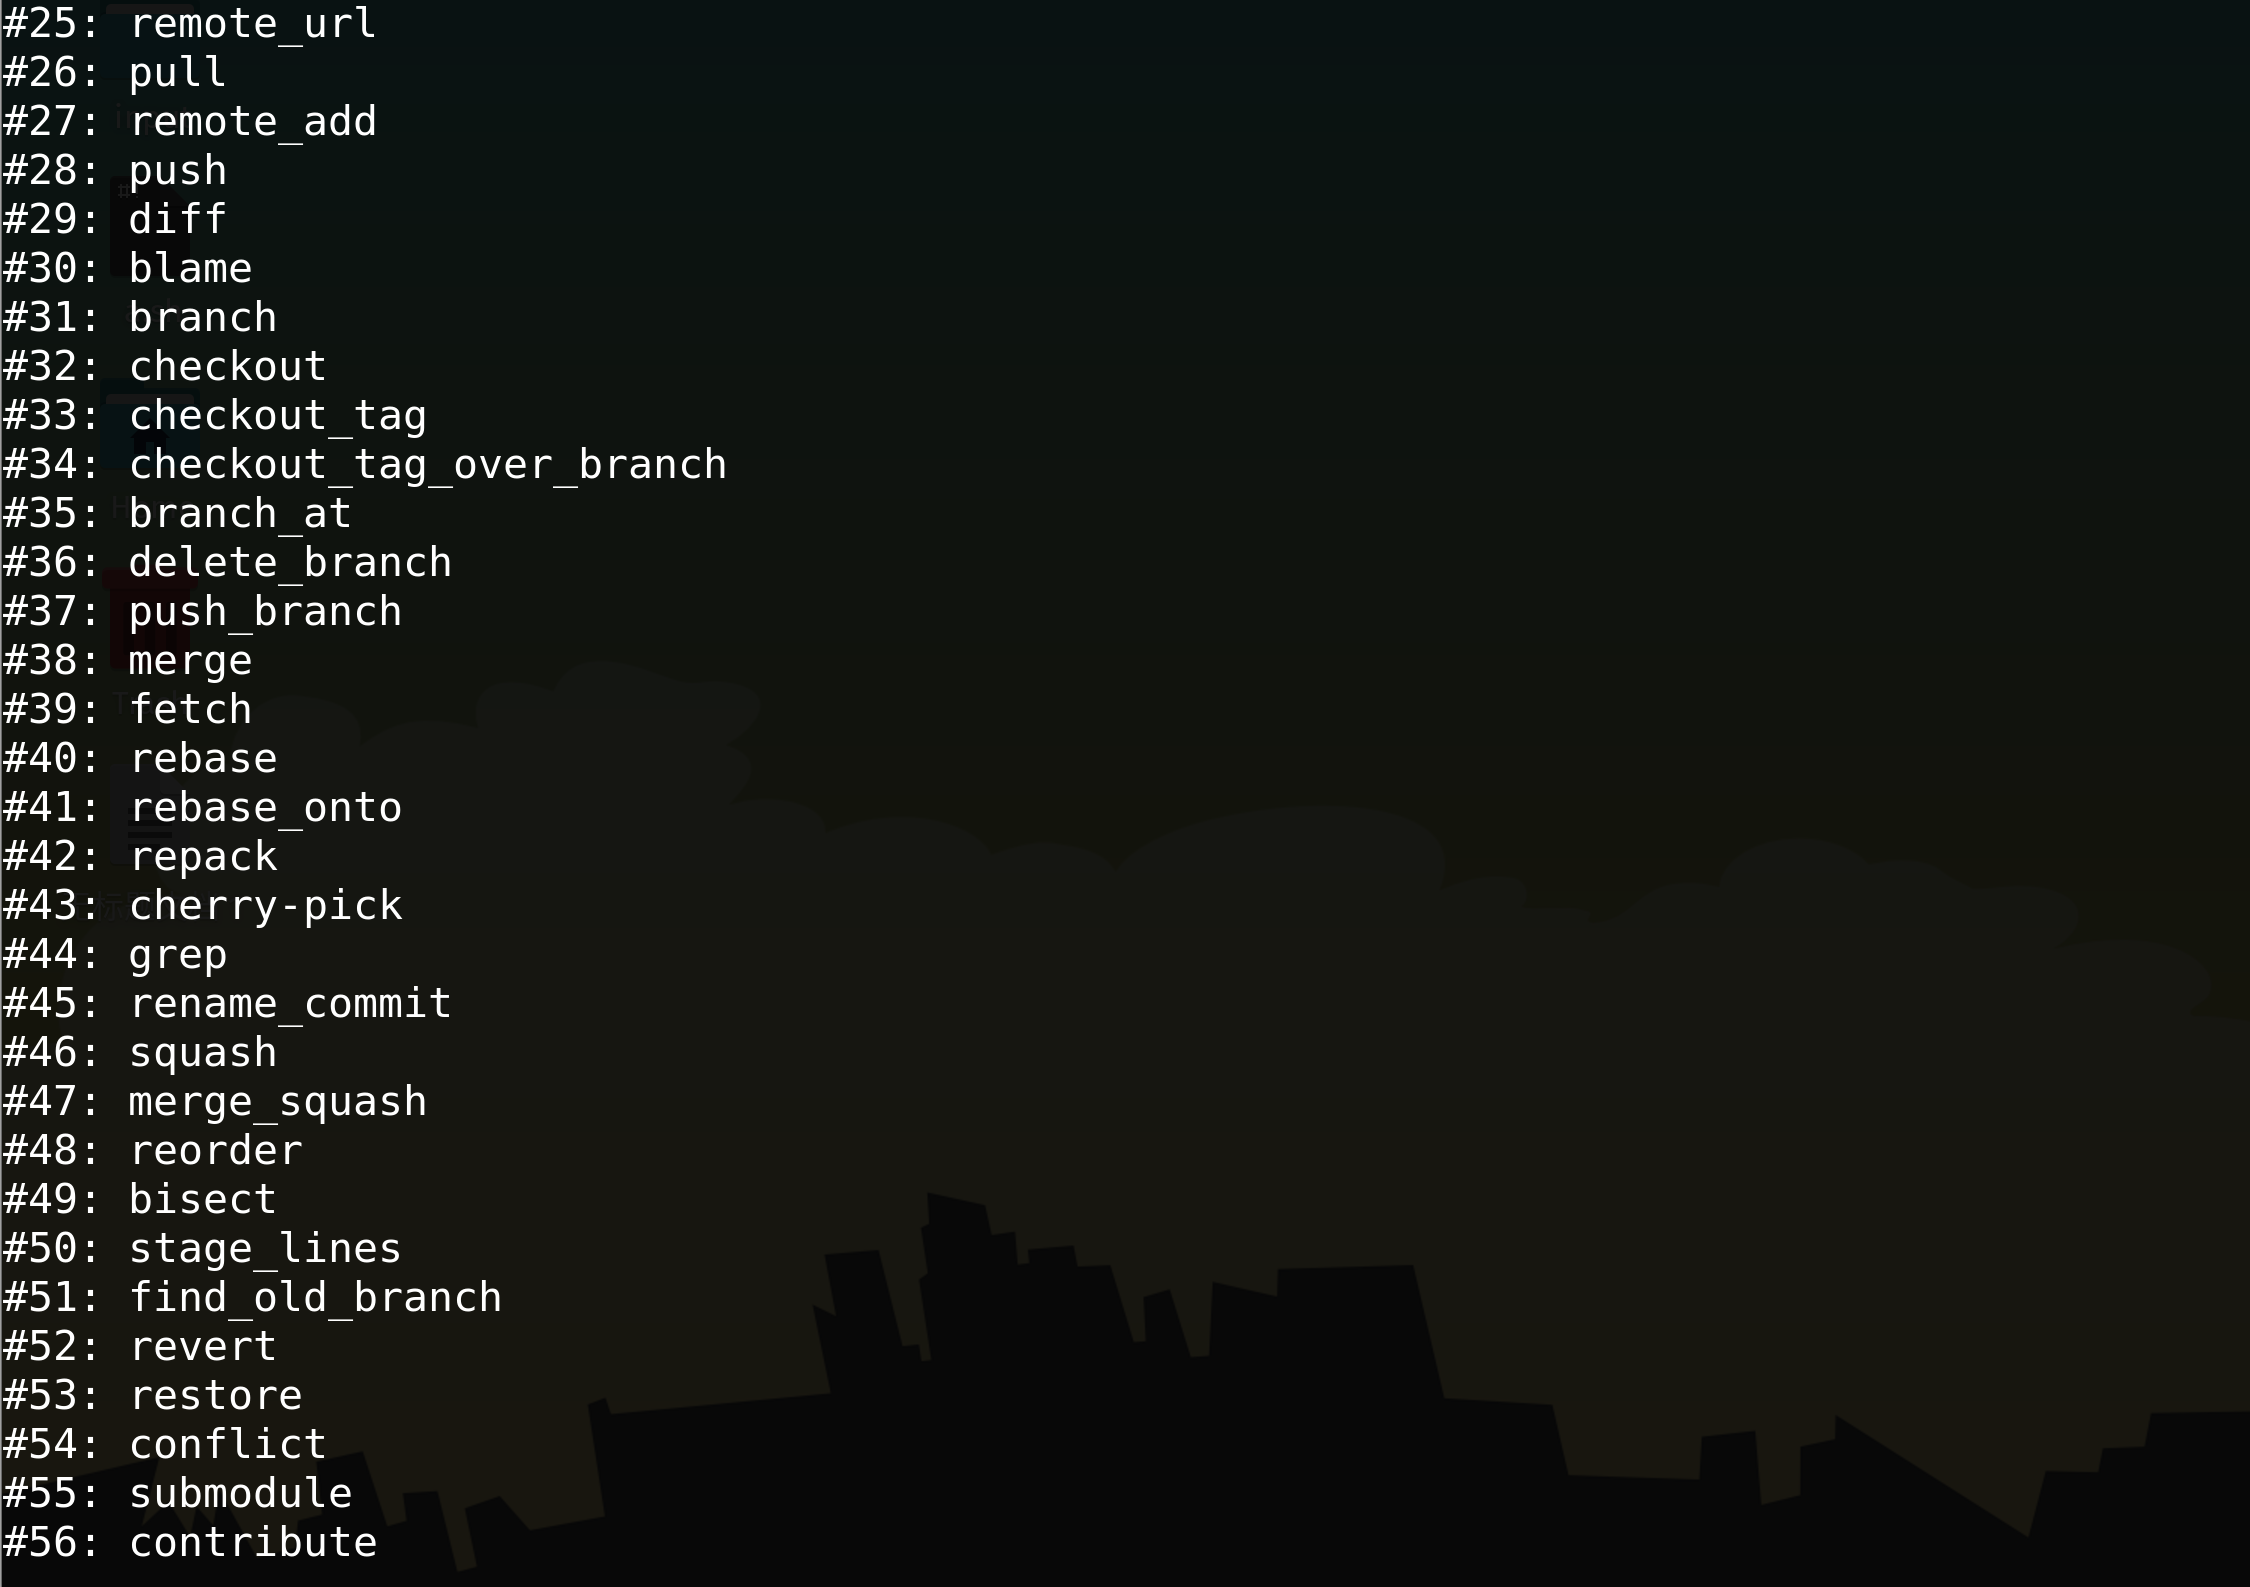 #25: remote_url
#26: pull
#27: remote_add
#28: push
#29: diff
#30: blame
#31: branch
#32: checkout
#33: checkout_tag
#34: checkout_tag_over_branch
#35: branch_at
#36: delete_branch
#37: push_branch
#38: merge
#39: fetch
#40: rebase
#41: rebase_onto
#42: repack
#43: cherry-pick
#44: grep
#45: rename_commit
#46: squash
#47: merge_squash
#48: reorder
#49: bisect
#50: stage_lines
#51: find_old_branch
#52: revert
#53: restore
#54: conflict
#55: submodule
#56: contribute